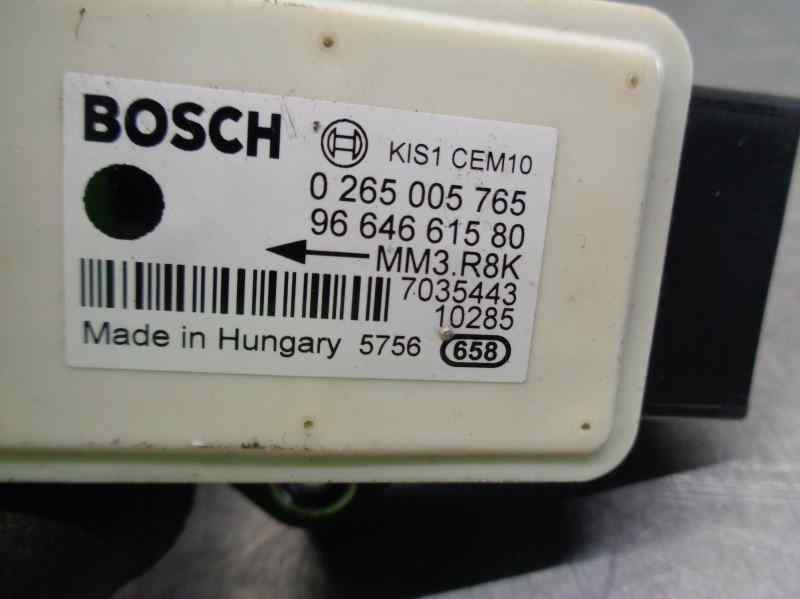 BOSCH
KIS1 CEM10
0 265 005 765
96 646 615 80
MM3.R8K
7035443
10285
Made in Hungary 5756 658